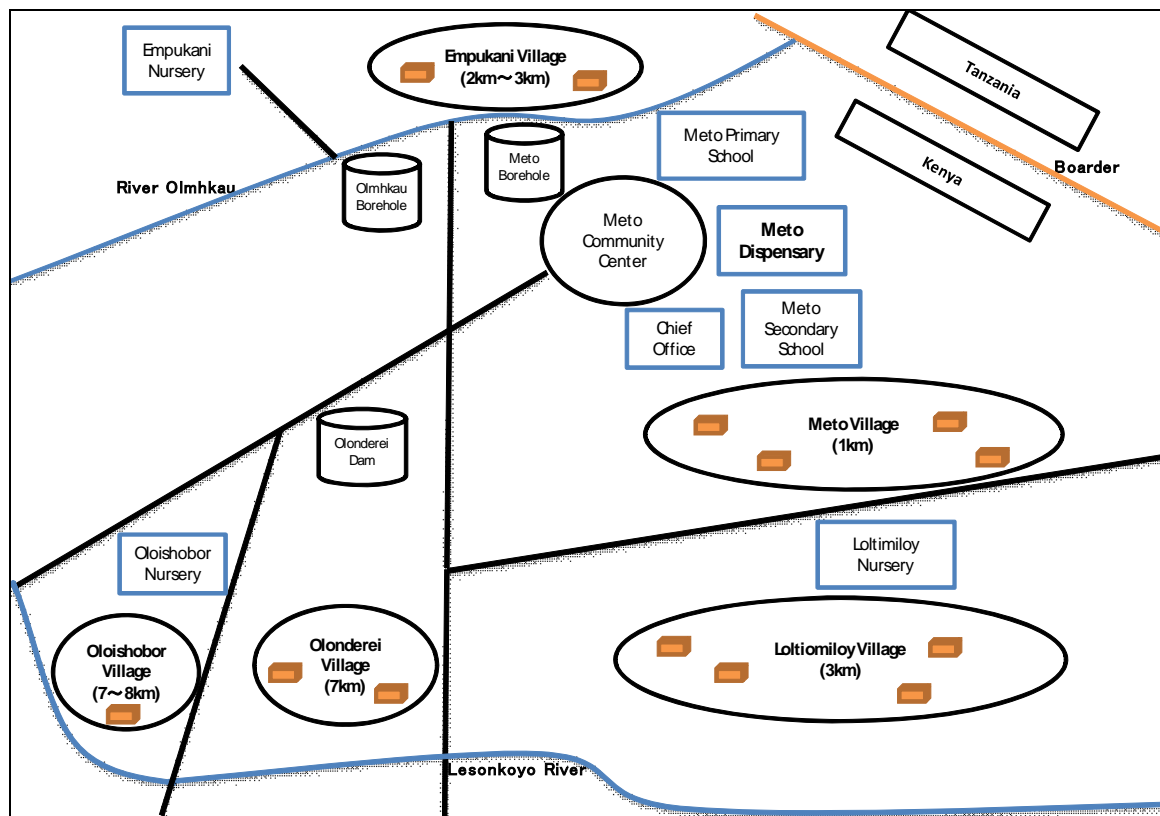 Empukani
Nursery
Empukani Village
(2km～3km)
Tanzania
Kenya
Boarder
Meto Primary
School
Meto
Borehole
Olmhkau
Borehole
River Olmhkau
Meto
Community
Center
Meto
Dispensary
Chief
Office
Meto
Secondary
School
Olonderei
Dam
Meto Village
(1km)
Oloishobor
Nursery
Loltimiloy
Nursery
Oloishobor
Village
(7～8km)
Olonderei
Village
(7km)
Loltiomiloy Village
(3km)
Lesonkoyo River